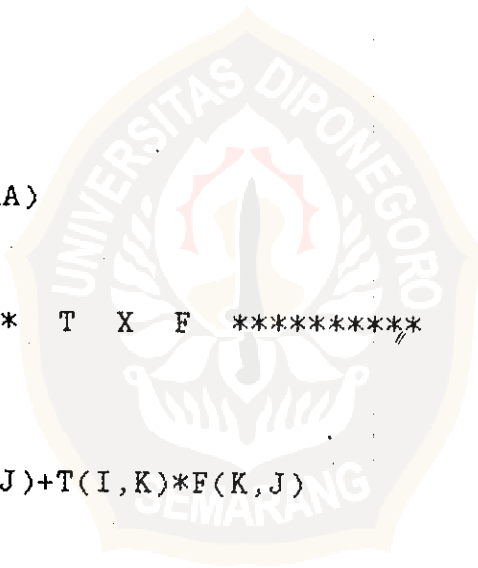 UNIVERSITAS DIPONEGORO
A)
* T X F **********
J)+T(I,K)*F(K,J)
SEMARANG